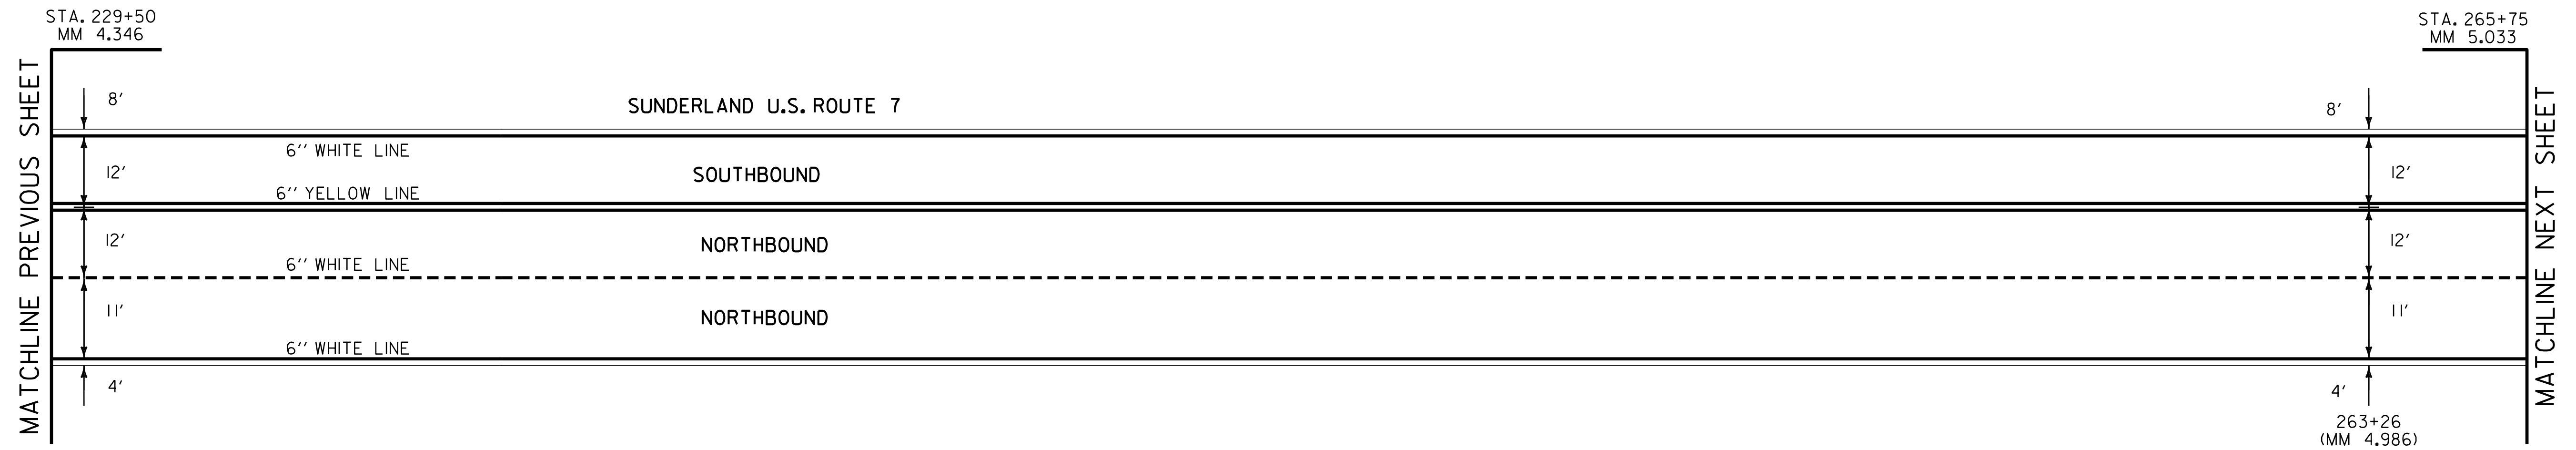 STA. 229+50
MM 4.346
STA. 265+75
MM 5.033
MATCHLINE PREVIOUS SHEET
MATCHLINE NEXT SHEET
8'
SUNDERLAND U.S. ROUTE 7
8'
6'' WHITE LINE
12'
SOUTHBOUND
12'
6'' YELLOW LINE
12'
NORTHBOUND
12'
6'' WHITE LINE
11'
NORTHBOUND
11'
6'' WHITE LINE
4'
4'
263+26
(MM 4.986)